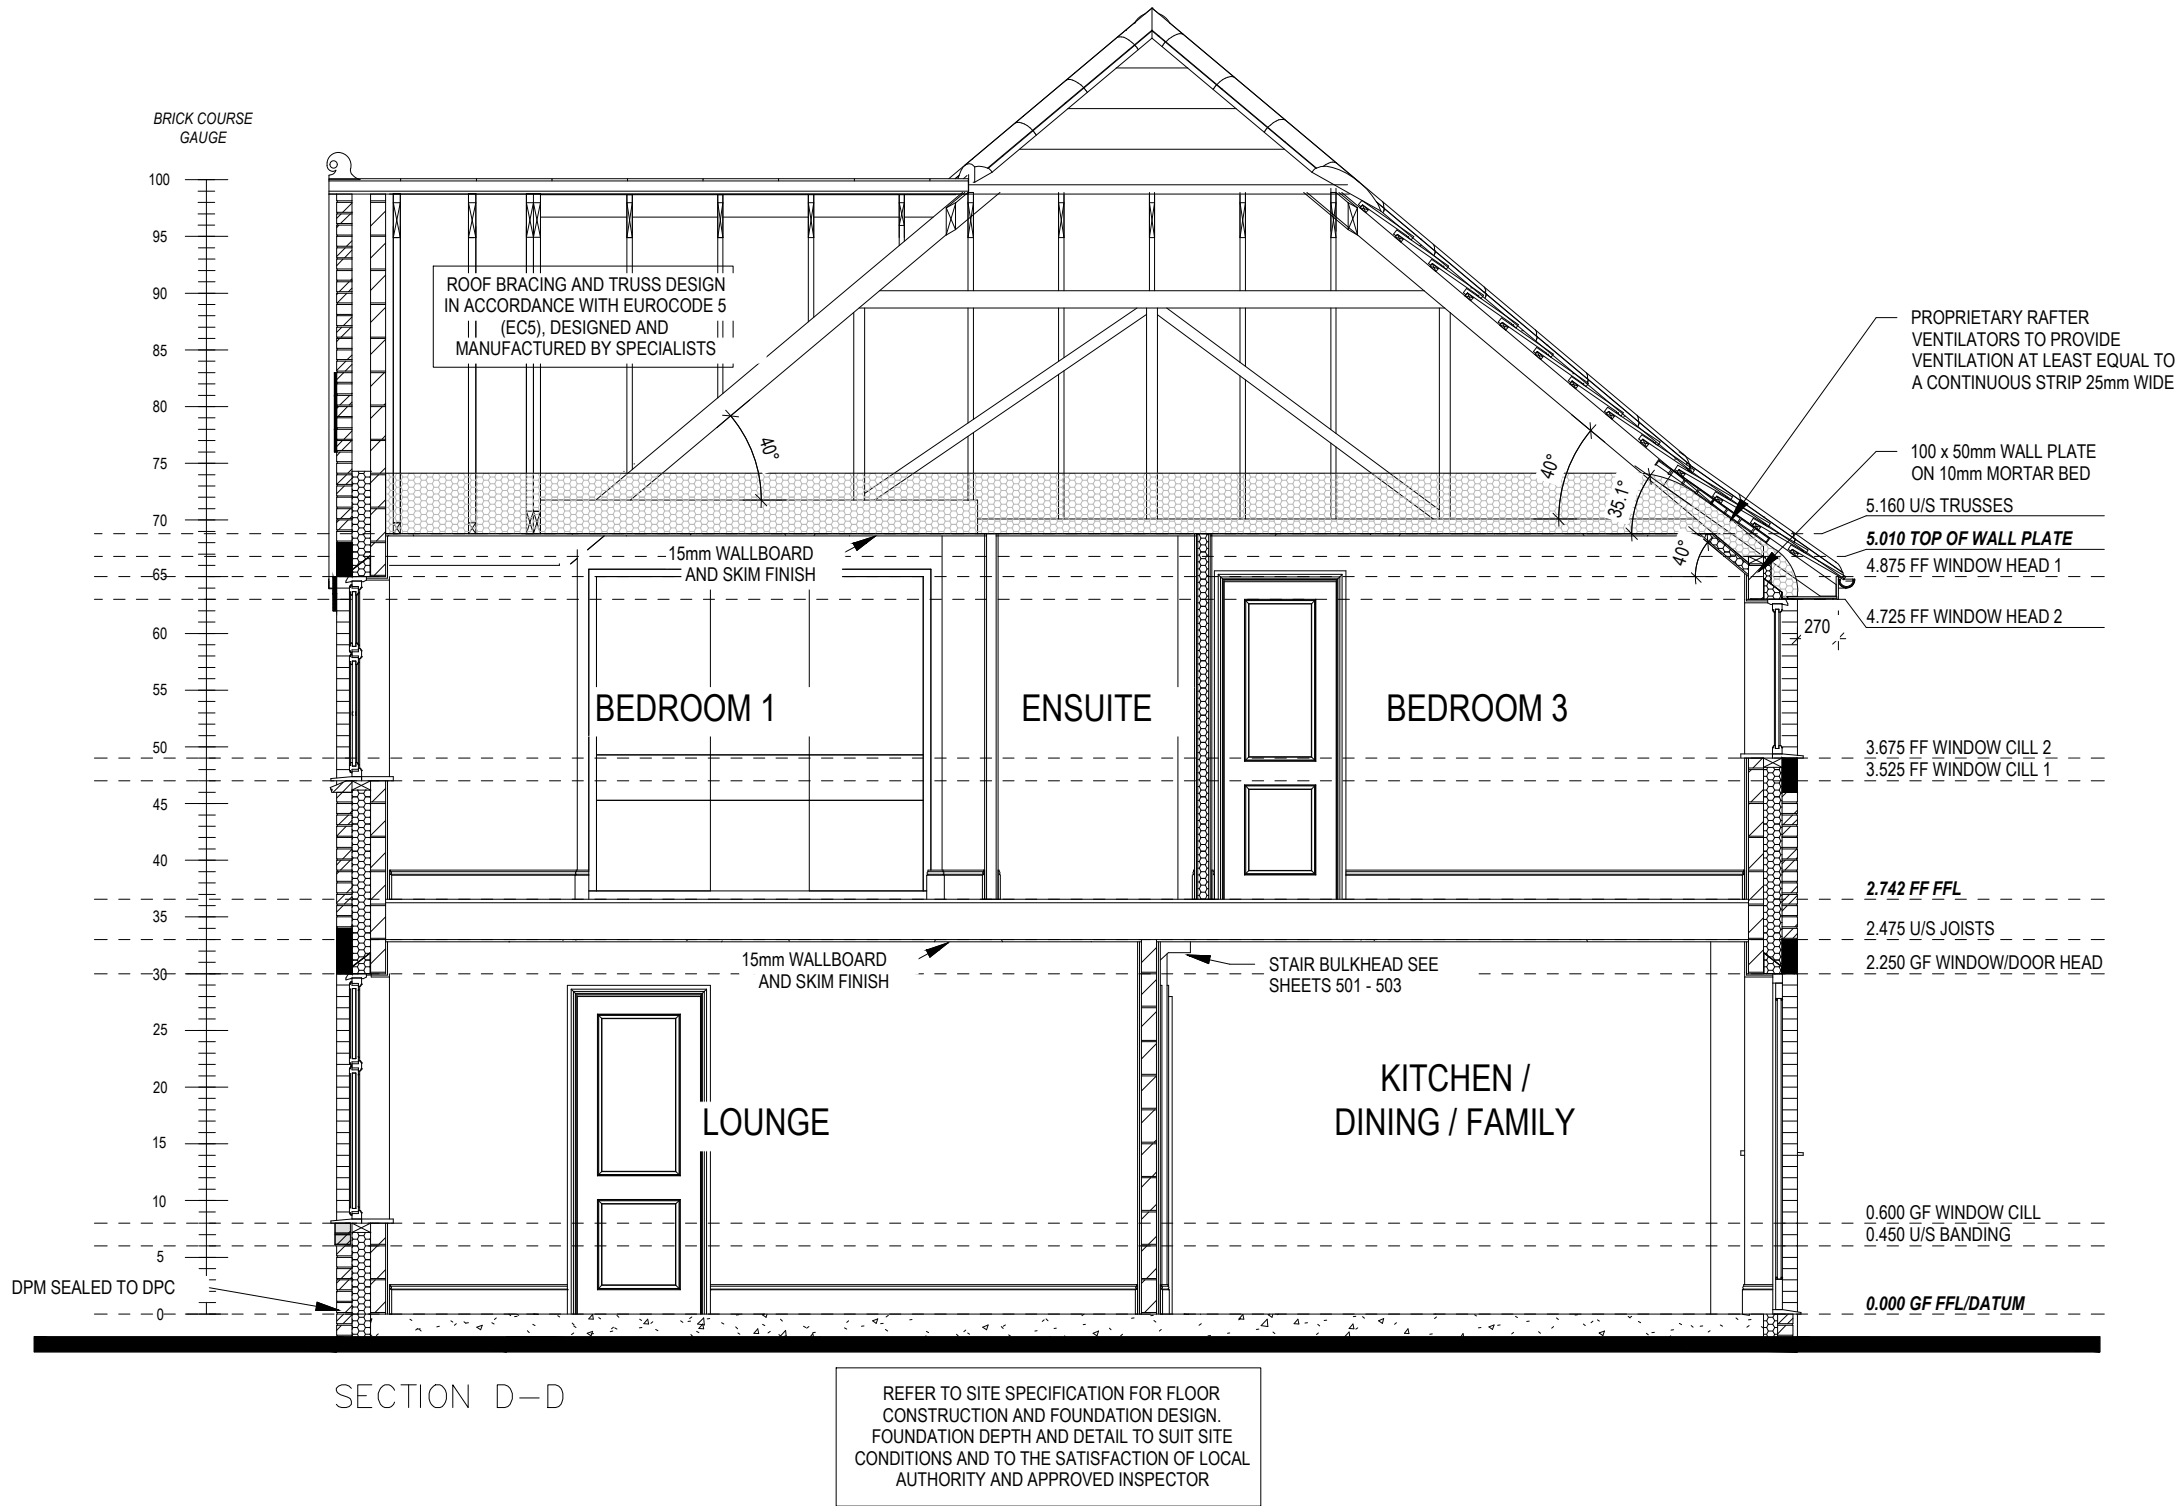 BRICK COURSE
GAUGE
100
95
90
85
80
75
70
65
60
55
50
45
40
35
30
25
20
15
10
5
0
DPM SEALED TO DPC
ROOF BRACING AND TRUSS DESIGN
IN ACCORDANCE WITH EUROCODE 5
(EC5), DESIGNED AND
MANUFACTURED BY SPECIALISTS
40°
40°
35.1°
40°
15mm WALLBOARD
AND SKIM FINISH
BEDROOM 1
ENSUITE
BEDROOM 3
15mm WALLBOARD
AND SKIM FINISH
STAIR BULKHEAD SEE
SHEETS 501 - 503
LOUNGE
KITCHEN /
DINING / FAMILY
PROPRIETARY RAFTER
VENTILATORS TO PROVIDE
VENTILATION AT LEAST EQUAL TO
A CONTINUOUS STRIP 25mm WIDE
100 x 50mm WALL PLATE
ON 10mm MORTAR BED
5.160 U/S TRUSSES
5.010 TOP OF WALL PLATE
4.875 FF WINDOW HEAD 1
4.725 FF WINDOW HEAD 2
270
3.675 FF WINDOW CILL 2
3.525 FF WINDOW CILL 1
2.742 FF FFL
2.475 U/S JOISTS
2.250 GF WINDOW/DOOR HEAD
0.600 GF WINDOW CILL
0.450 U/S BANDING
0.000 GF FFL/DATUM
SECTION D-D
REFER TO SITE SPECIFICATION FOR FLOOR
CONSTRUCTION AND FOUNDATION DESIGN.
FOUNDATION DEPTH AND DETAIL TO SUIT SITE
CONDITIONS AND TO THE SATISFACTION OF LOCAL
AUTHORITY AND APPROVED INSPECTOR